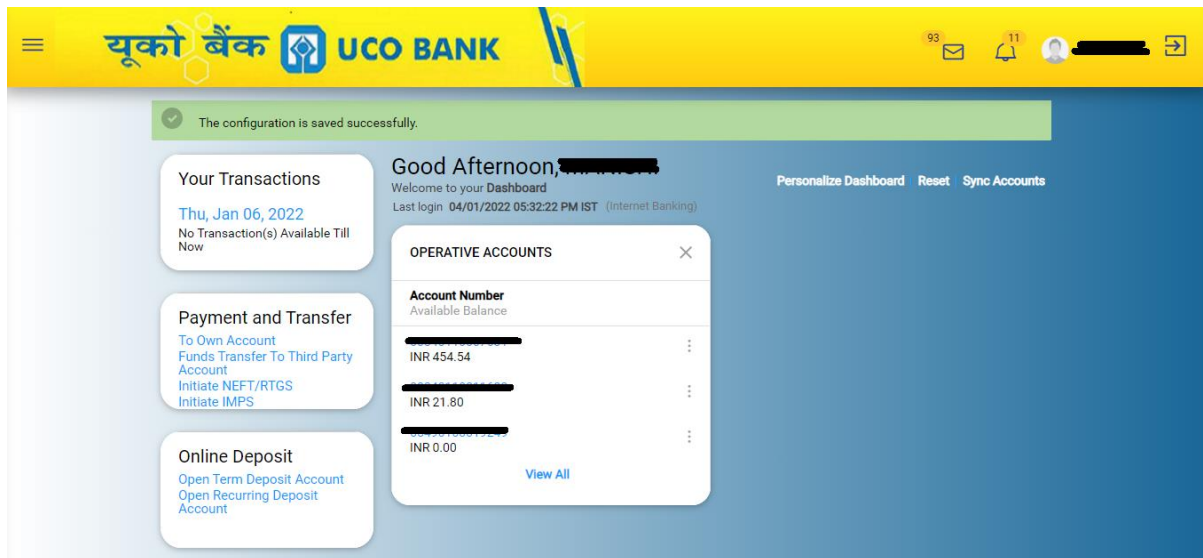 यूको बैंक UCO BANK
93
11
The configuration is saved successfully.
Your Transactions
Thu, Jan 06, 2022
No Transaction(s) Available Till
Now
Payment and Transfer
To Own Account
Funds Transfer To Third Party
Account
Initiate NEFT/RTGS
Initiate IMPS
Online Deposit
Open Term Deposit Account
Open Recurring Deposit
Account
Good Afternoon,
Welcome to your Dashboard
Last login 04/01/2022 05:32:22 PM IST (Internet Banking)
OPERATIVE ACCOUNTS
Account Number
Available Balance
INR 454.54
INR 21.80
INR 0.00
View All
Personalize Dashboard Reset Sync Accounts